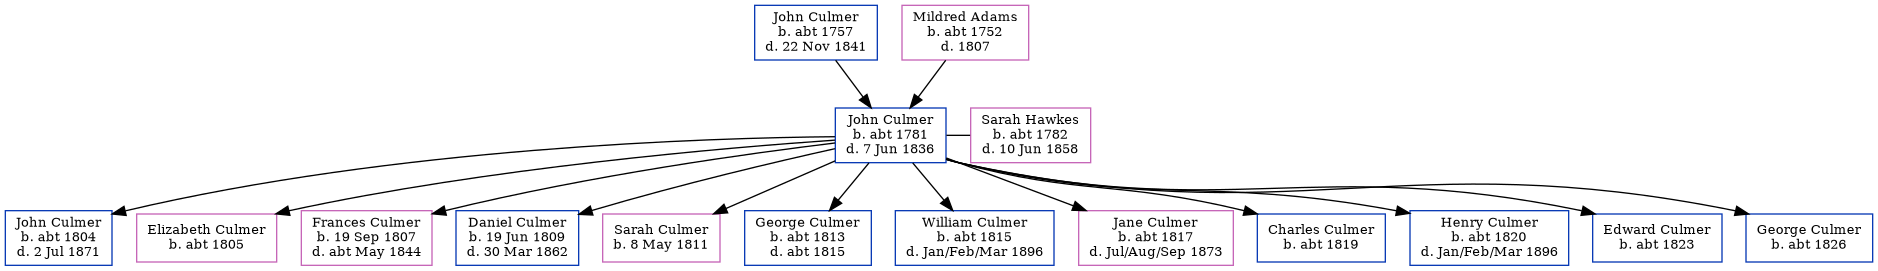 John Culmer
b. abt 1757
d. 22 Nov 1841
Mildred Adams
b. abt 1752
d. 1807
John Culmer
b. abt 1781
d. 7 Jun 1836
Sarah Hawkes
b. abt 1782
d. 10 Jun 1858
John Culmer
b. abt 1804
d. 2 Jul 1871
Elizabeth Culmer
b. abt 1805
Frances Culmer
b. 19 Sep 1807
d. abt May 1844
Daniel Culmer
b. 19 Jun 1809
d. 30 Mar 1862
Sarah Culmer
b. 8 May 1811
George Culmer
b. abt 1813
d. abt 1815
William Culmer
b. abt 1815
d. Jan/Feb/Mar 1896
Jane Culmer
b. abt 1817
d. Jul/Aug/Sep 1873
Charles Culmer
b. abt 1819
Henry Culmer
b. abt 1820
d. Jan/Feb/Mar 1896
Edward Culmer
b. abt 1823
George Culmer
b. abt 1826